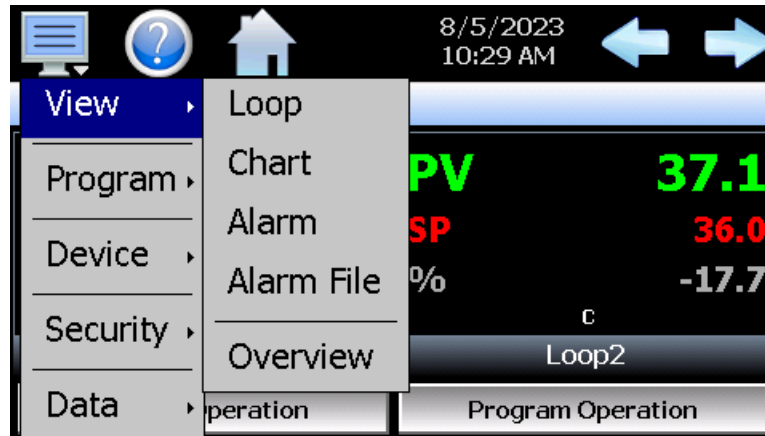 ?
8/5/2023
10:29 AM
View
Loop
Program
Chart
PV 37.1
Alarm
SP 36.0
Device
Alarm File
% -17.7
C
Security
Overview
Loop2
Data
peration
Program Operation